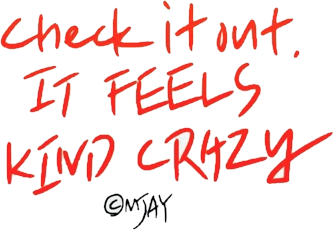 check it out.
IT FEELS
KIND CRAZY
©MJAY